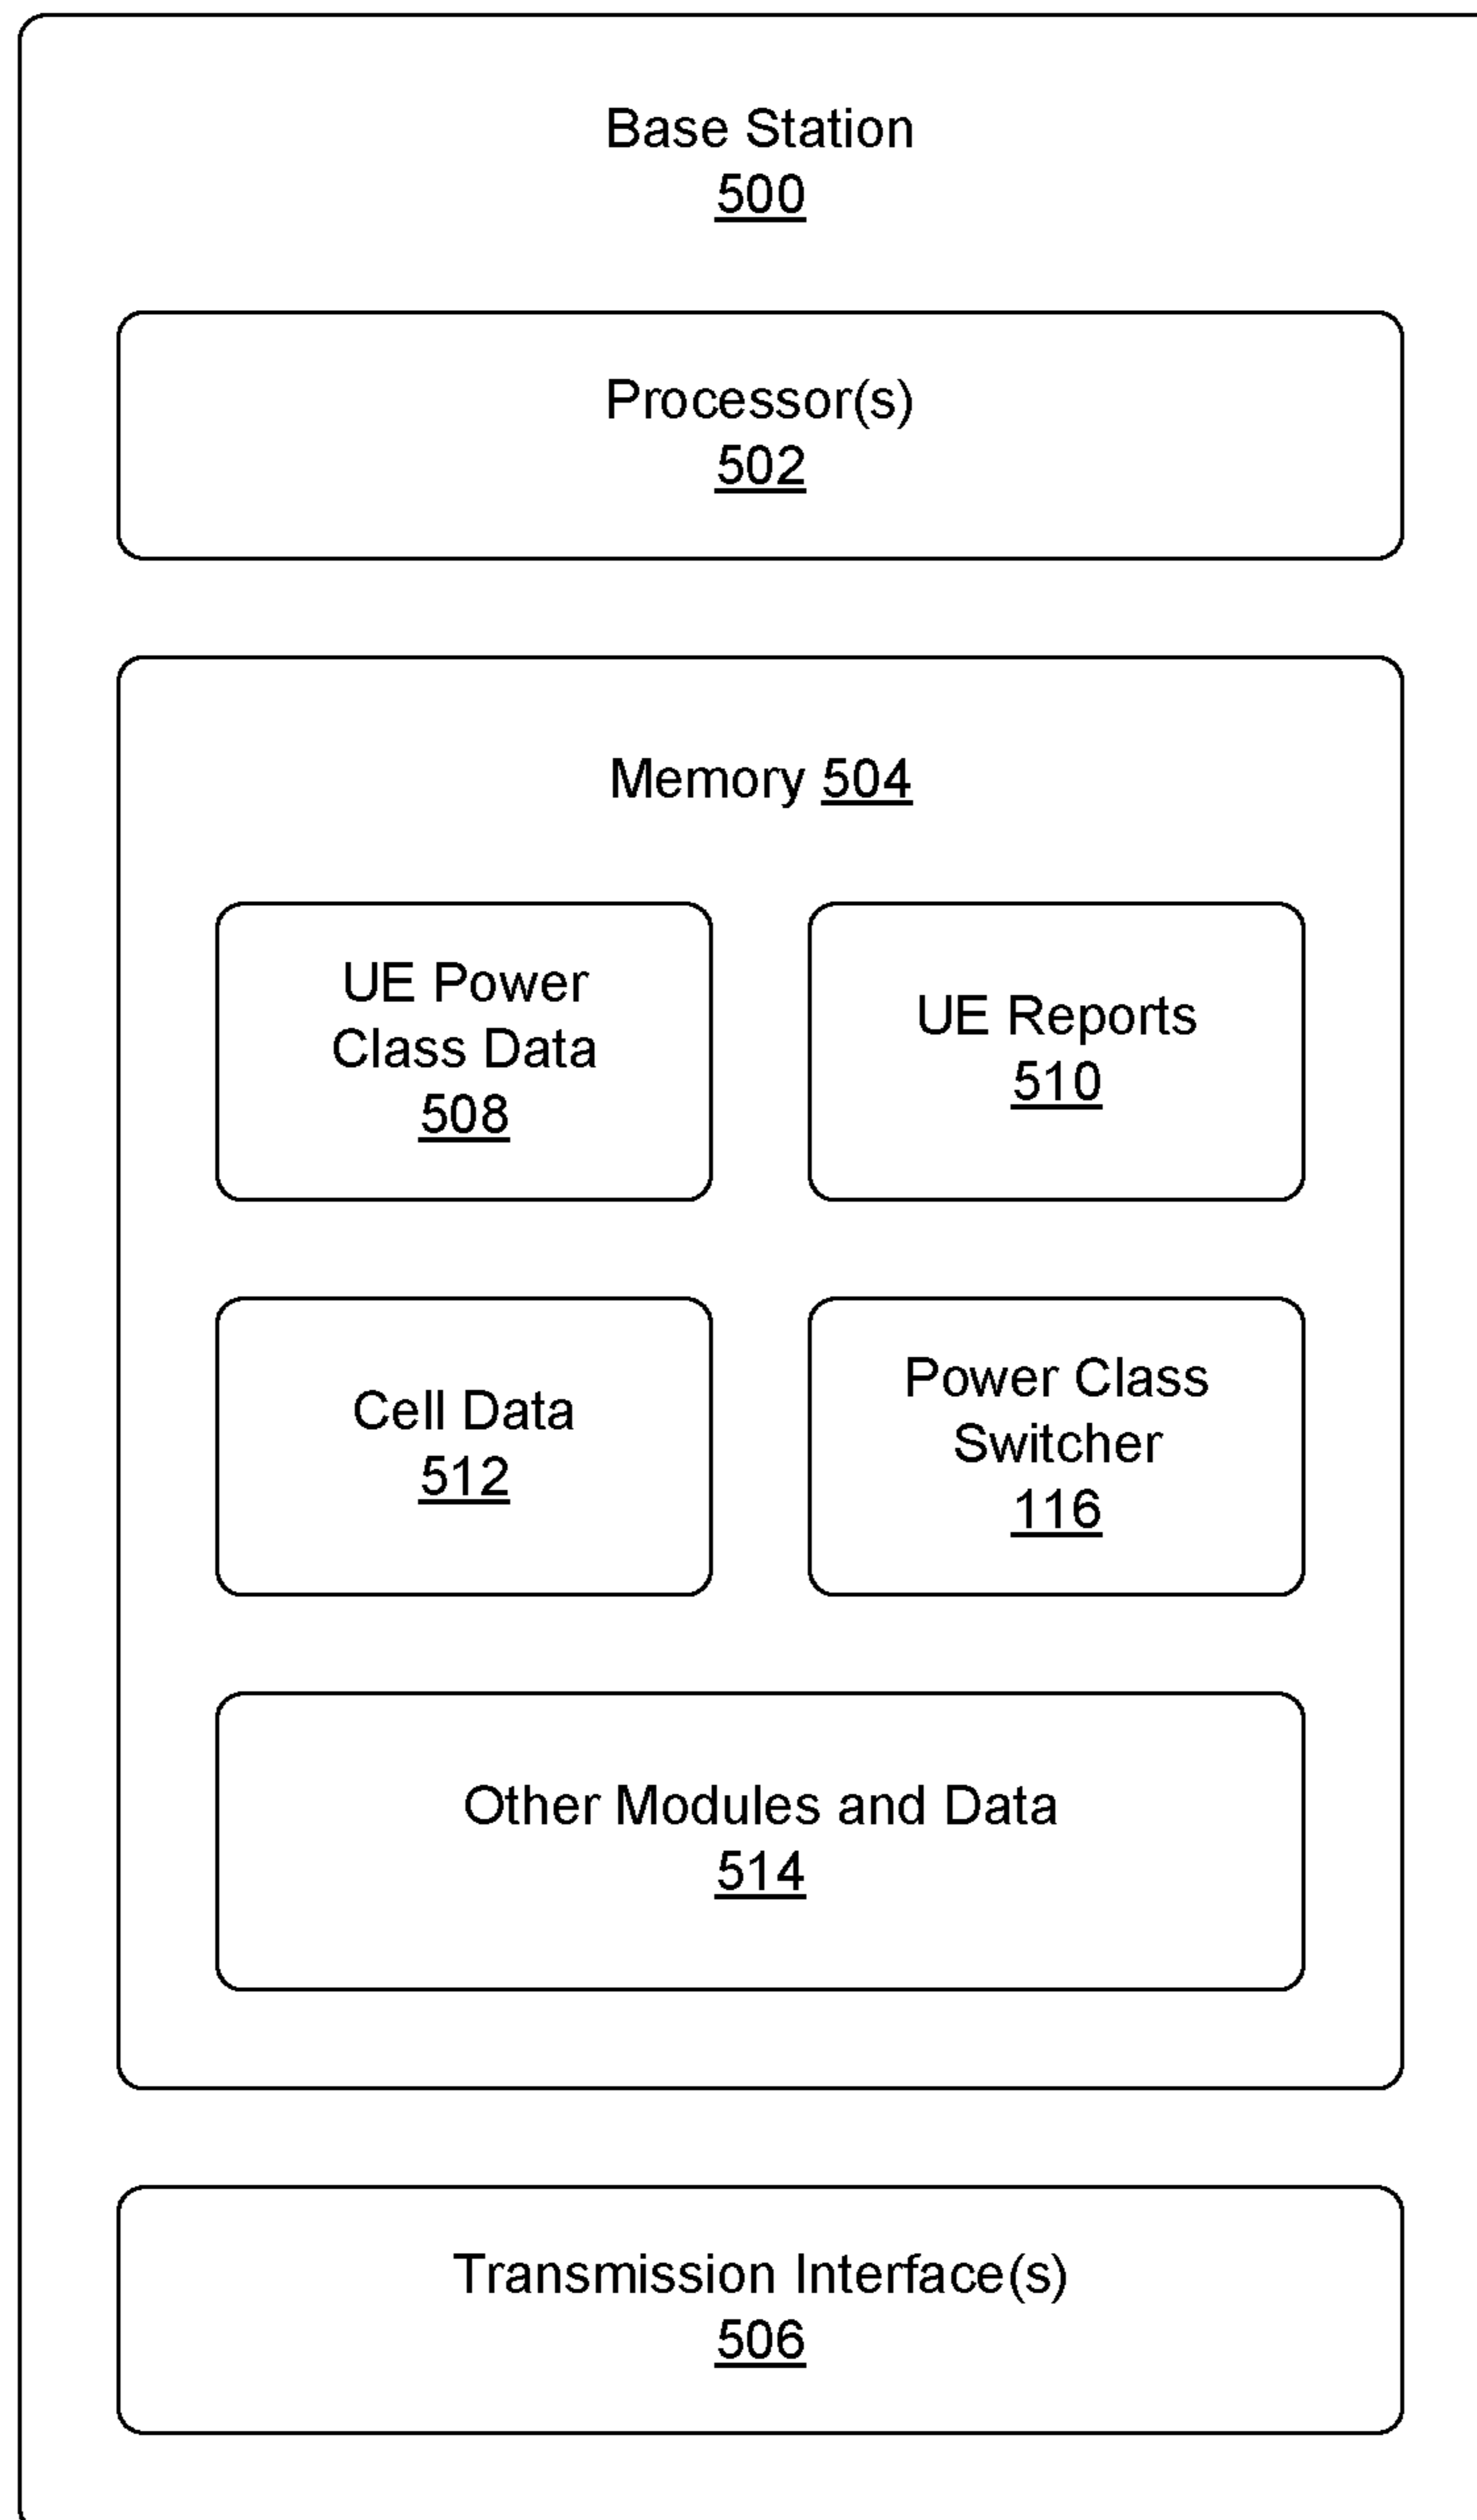 Base Station
500
Processor(s)
502
Memory 504
UE Power
Class Data
508
UE Reports
510
Cell Data
512
Power Class
Switcher
116
Other Modules and Data
514
Transmission Interface(s)
506